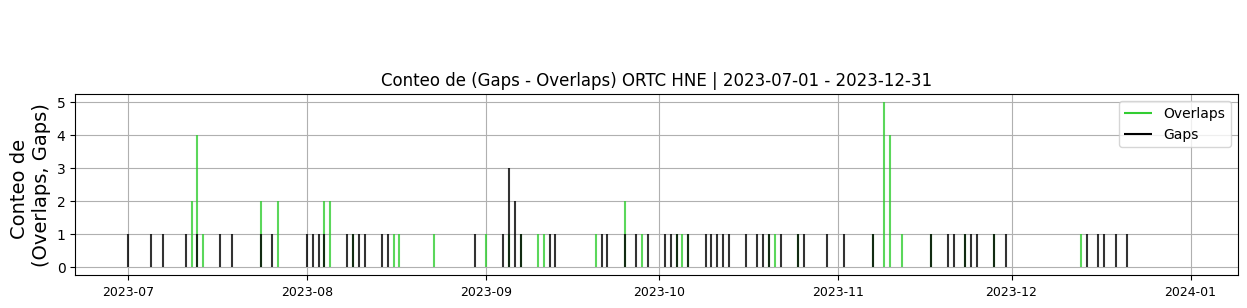 Conteo de (Gaps - Overlaps) ORTC HNE | 2023-07-01 - 2023-12-31
Conteo de
(Overlaps, Gaps)
5
4
3
2
1
0
Overlaps
Gaps
2023-07
2023-08
2023-09
2023-10
2023-11
2023-12
2024-01